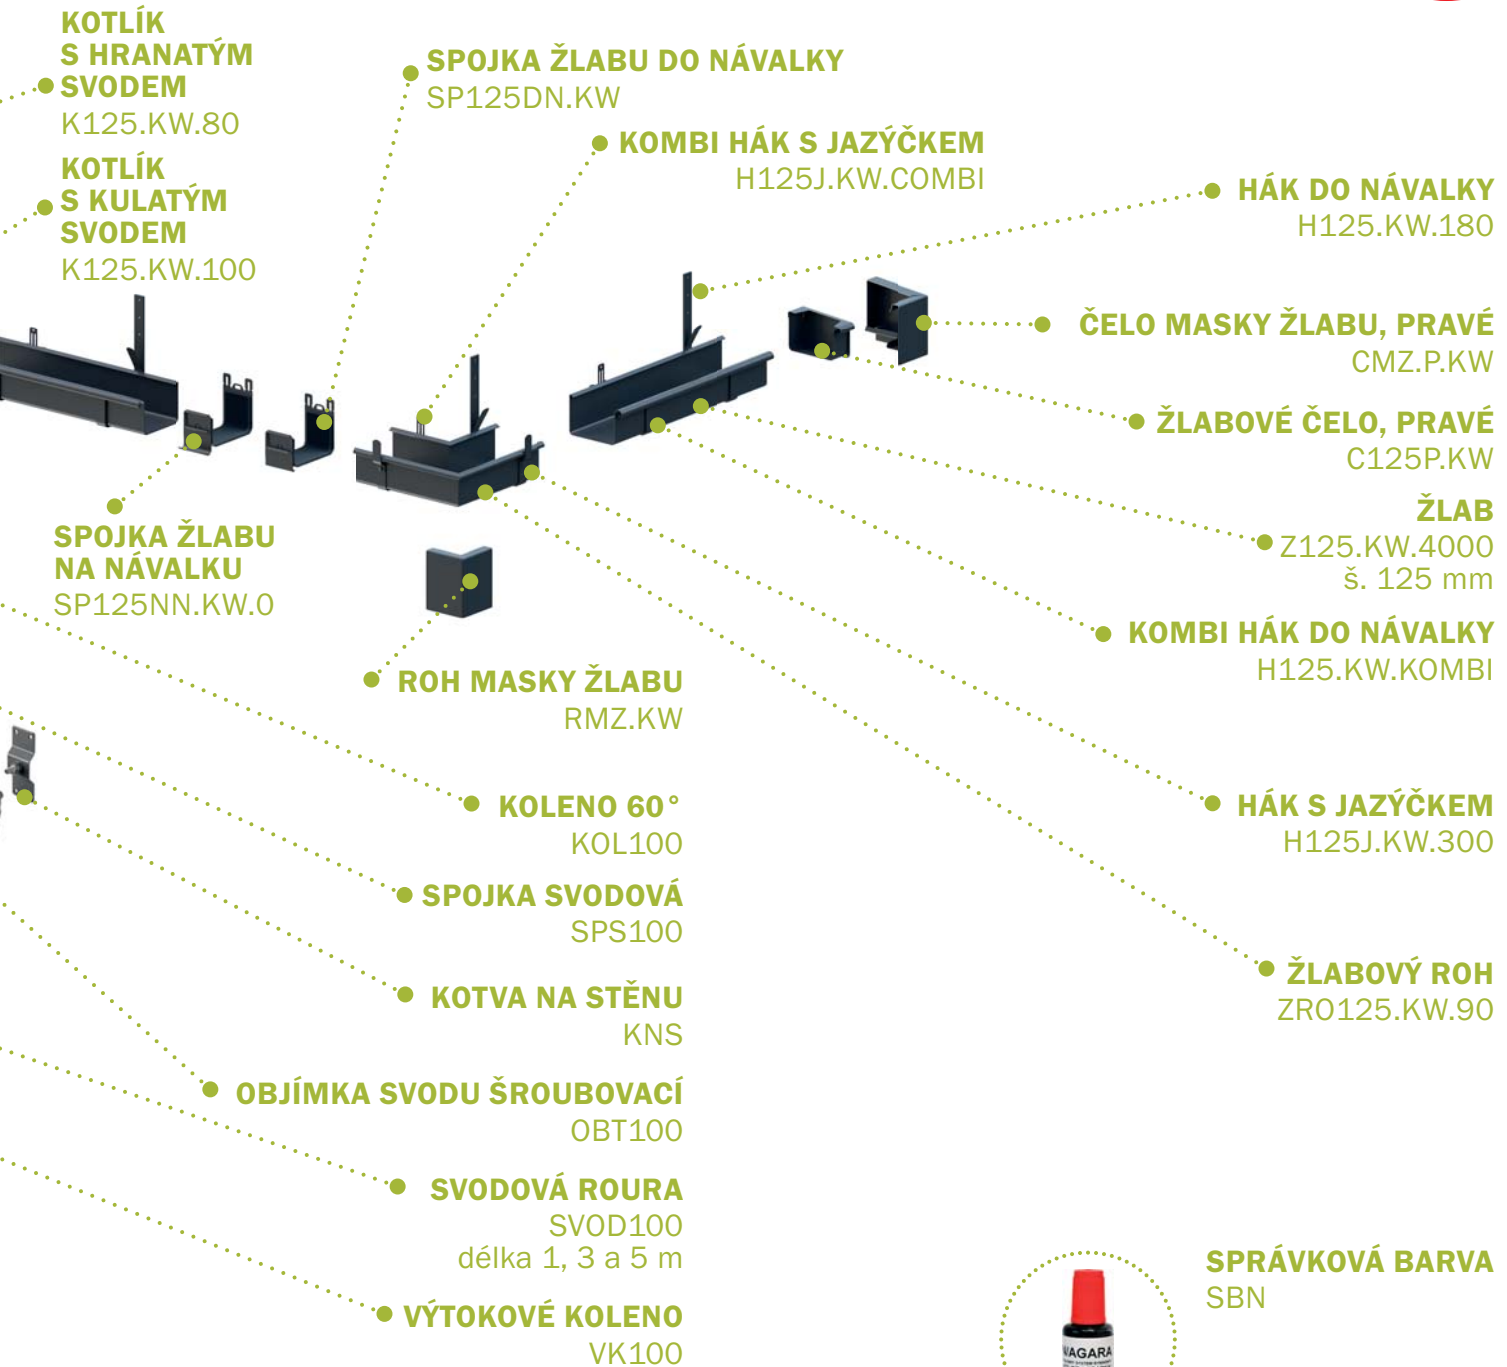 KOTLÍK
S HRANATÝM
SVODEM
K125.KW.80
KOTLÍK
S KULATÝM
SVODEM
K125.KW.100
SPOJKA ŽLABU DO NÁVALKY
SP125DN.KW
KOMBI HÁK S JAZÝČKEM
H125J.KW.COMBI
HÁK DO NÁVALKY
H125.KW.180
ČELO MASKY ŽLABU, PRAVÉ
CMZ.P.KW
ŽLABOVÉ ČELO, PRAVÉ
C125P.KW
ŽLAB
Z125.KW.4000
š. 125 mm
KOMBI HÁK DO NÁVALKY
H125.KW.KOMBI
HÁK S JAZÝČKEM
H125J.KW.300
ŽLABOVÝ ROH
ZRO125.KW.90
SPOJKA ŽLABU
NA NÁVALKU
SP125NN.KW.0
ROH MASKY ŽLABU
RMZ.KW
KOLENO 60°
KOL100
SPOJKA SVODOVÁ
SPS100
KOTVA NA STĚNU
KNS
OBJÍMKA SVODU ŠROUBOVACÍ
OBT100
SVODOVÁ ROURA
SVOD100
délka 1, 3 a 5 m
VÝTOKOVÉ KOLENO
VK100
SPRÁVKOVÁ BARVA
SBN